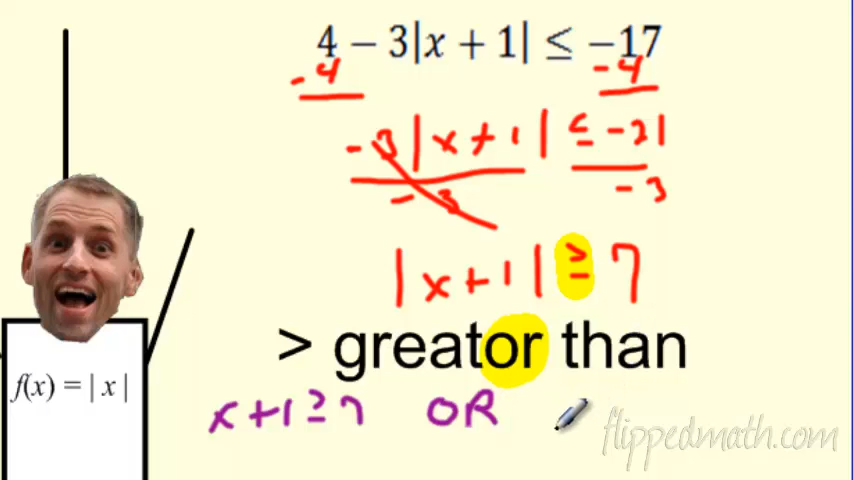 4 − 3|x + 1| ≤ −17
-4 -4
-3|x+1| ≤ -21
-3 -3
|x+1| ≥ 7
f(x) = | x |
> greator than
x+1≥7 OR
flippedmath.com